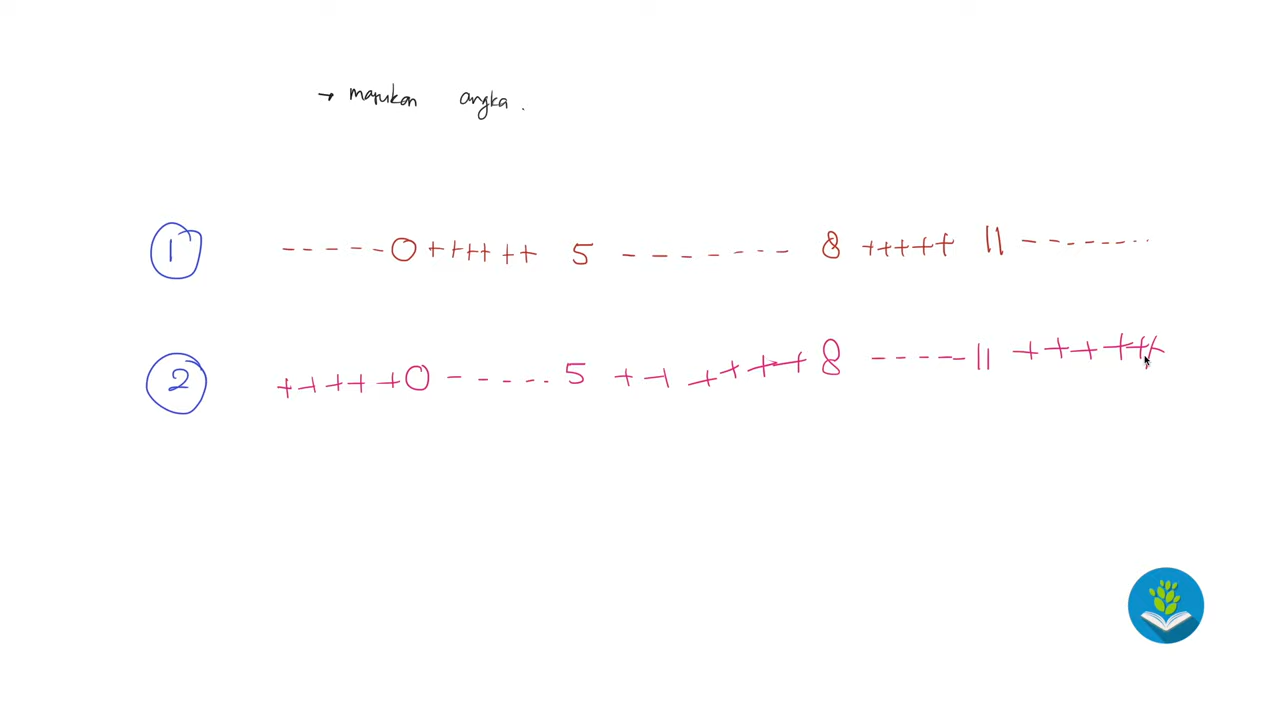 → masukan angka.
1 -----0++++++ 5 -------- 8 +++++ 11 --------
2 +++++0 ------5 ++++++8 -----11 ++++++